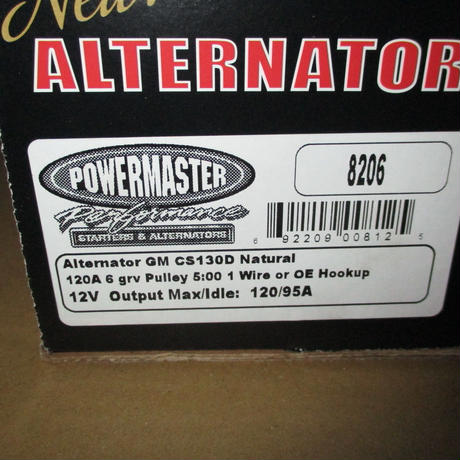 New
ALTERNATOR
POWERMASTER
Performance
STARTERS & ALTERNATORS
8206
6 92209 00812 5
Alternator GM CS130D Natural
120A 6 grv Pulley 5:00 1 Wire or OE Hookup
12V Output Max/Idle: 120/95A